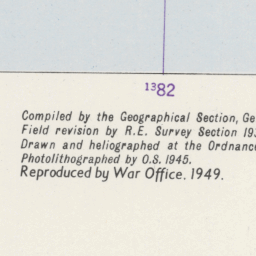 1382
Compiled by the Geographical Section, Ge
Field revision by R.E. Survey Section 19
Drawn and heliographed at the Ordnanc
Photolithographed by O.S. 1945.
Reproduced by War Office. 1949.